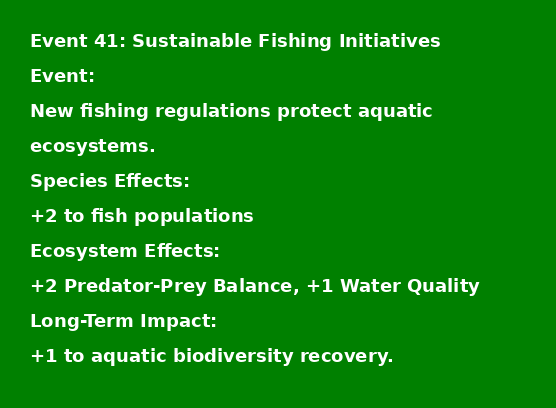 Event 41: Sustainable Fishing Initiatives
Event:
New fishing regulations protect aquatic
ecosystems.
Species Effects:
+2 to fish populations
Ecosystem Effects:
+2 Predator-Prey Balance, +1 Water Quality
Long-Term Impact:
+1 to aquatic biodiversity recovery.